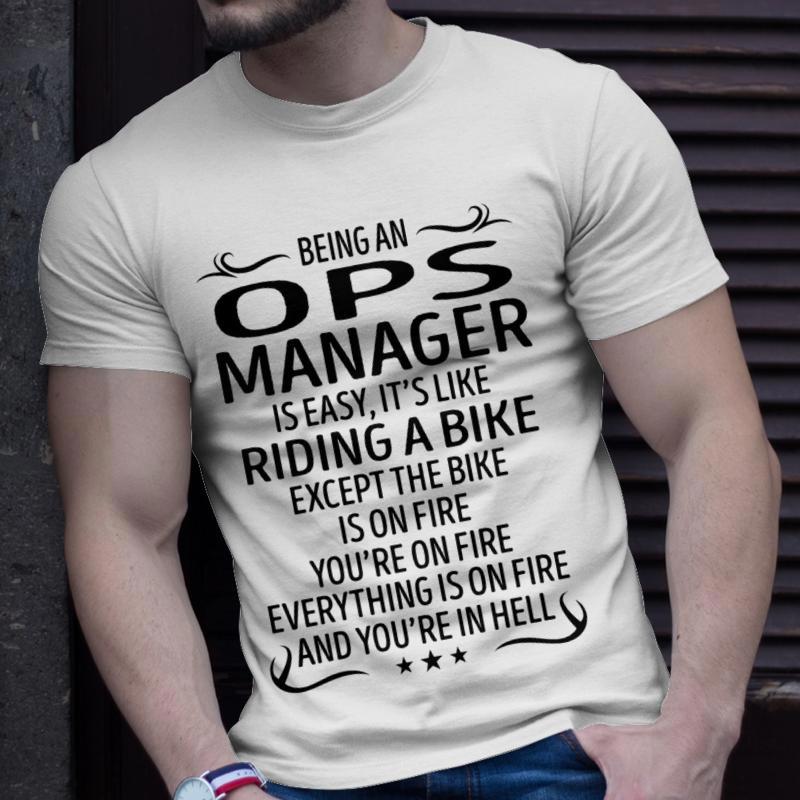 BEING AN
OPS
MANAGER
IS EASY, IT'S LIKE
RIDING A BIKE
EXCEPT THE BIKE
IS ON FIRE
YOU'RE ON FIRE
EVERYTHING IS ON FIRE
AND YOU'RE IN HELL